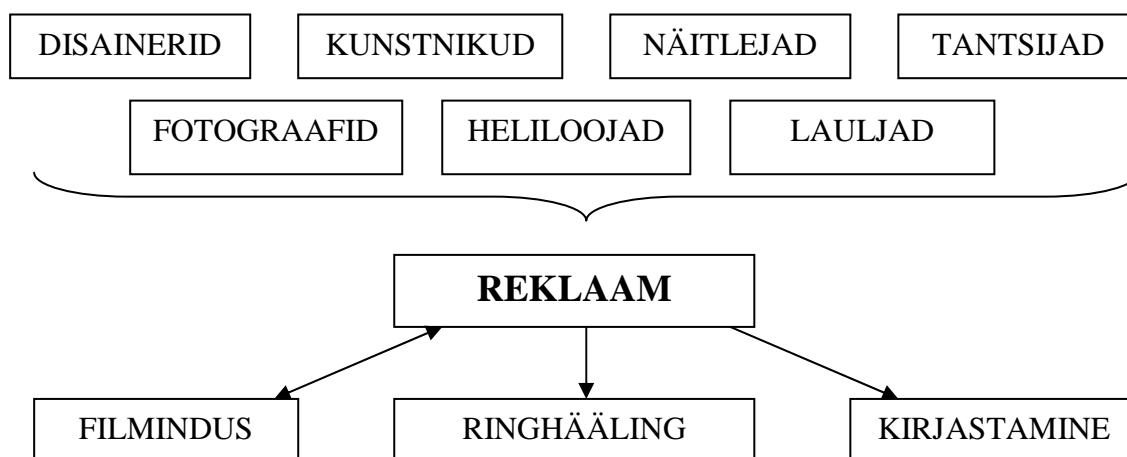 DISAINERID KUNSTNIKUD NÄITLEJAD TANTSIJAD
FOTOGRAAFID HELILOOJAD LAULJAD
REKLAAM
FILMINDUS RINGHÄÄLING KIRJASTAMINE